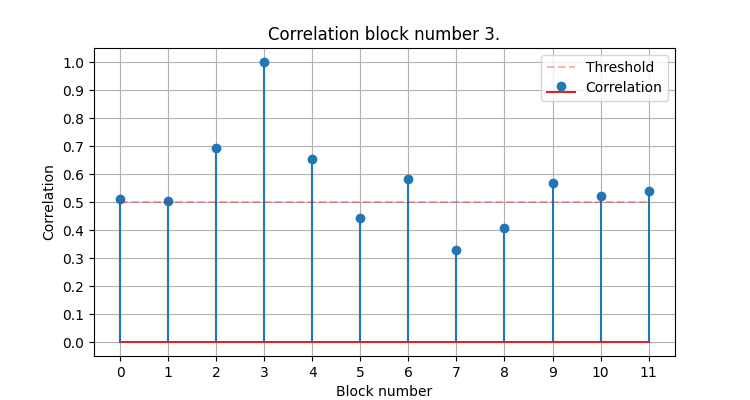 Correlation block number 3.
Threshold
Correlation
Correlation
1.0
0.9
0.8
0.7
0.6
0.5
0.4
0.3
0.2
0.1
0.0
0 1 2 3 4 5 6 7 8 9 10 11
Block number